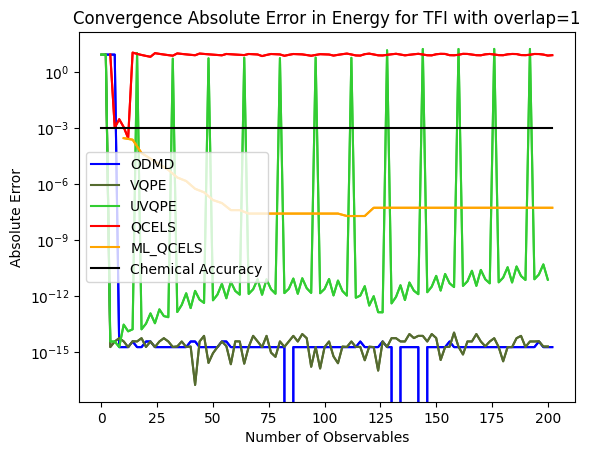 Convergence Absolute Error in Energy for TFI with overlap=1
Absolute Error
10^0
10^-3
10^-6
10^-9
10^-12
10^-15
ODMD
VQPE
UVQPE
QCELS
ML_QCELS
Chemical Accuracy
0 25 50 75 100 125 150 175 200
Number of Observables